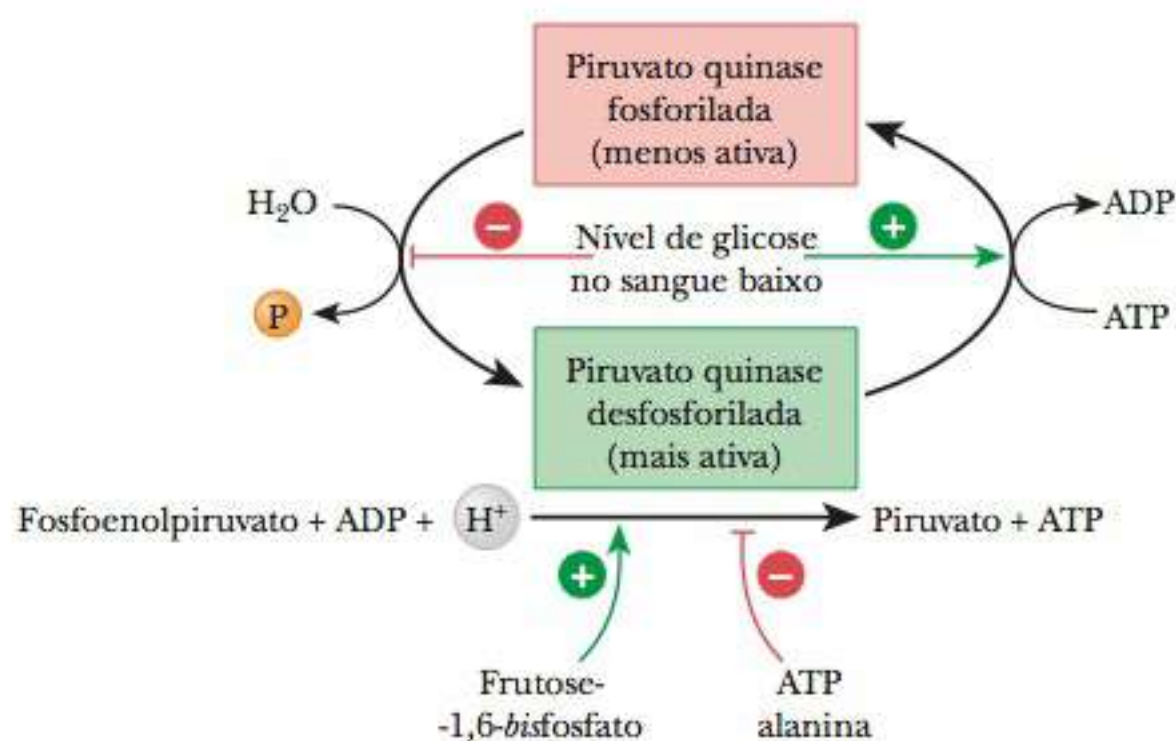 Piruvato quinase
fosforilada
(menos ativa)
H₂O
ADP
−
+
Nível de glicose
no sangue baixo
P
ATP
Piruvato quinase
desfosforilada
(mais ativa)
Fosfoenolpiruvato + ADP + H⁺
Piruvato + ATP
+
−
Frutose-
-1,6-bisfosfato
ATP
alanina